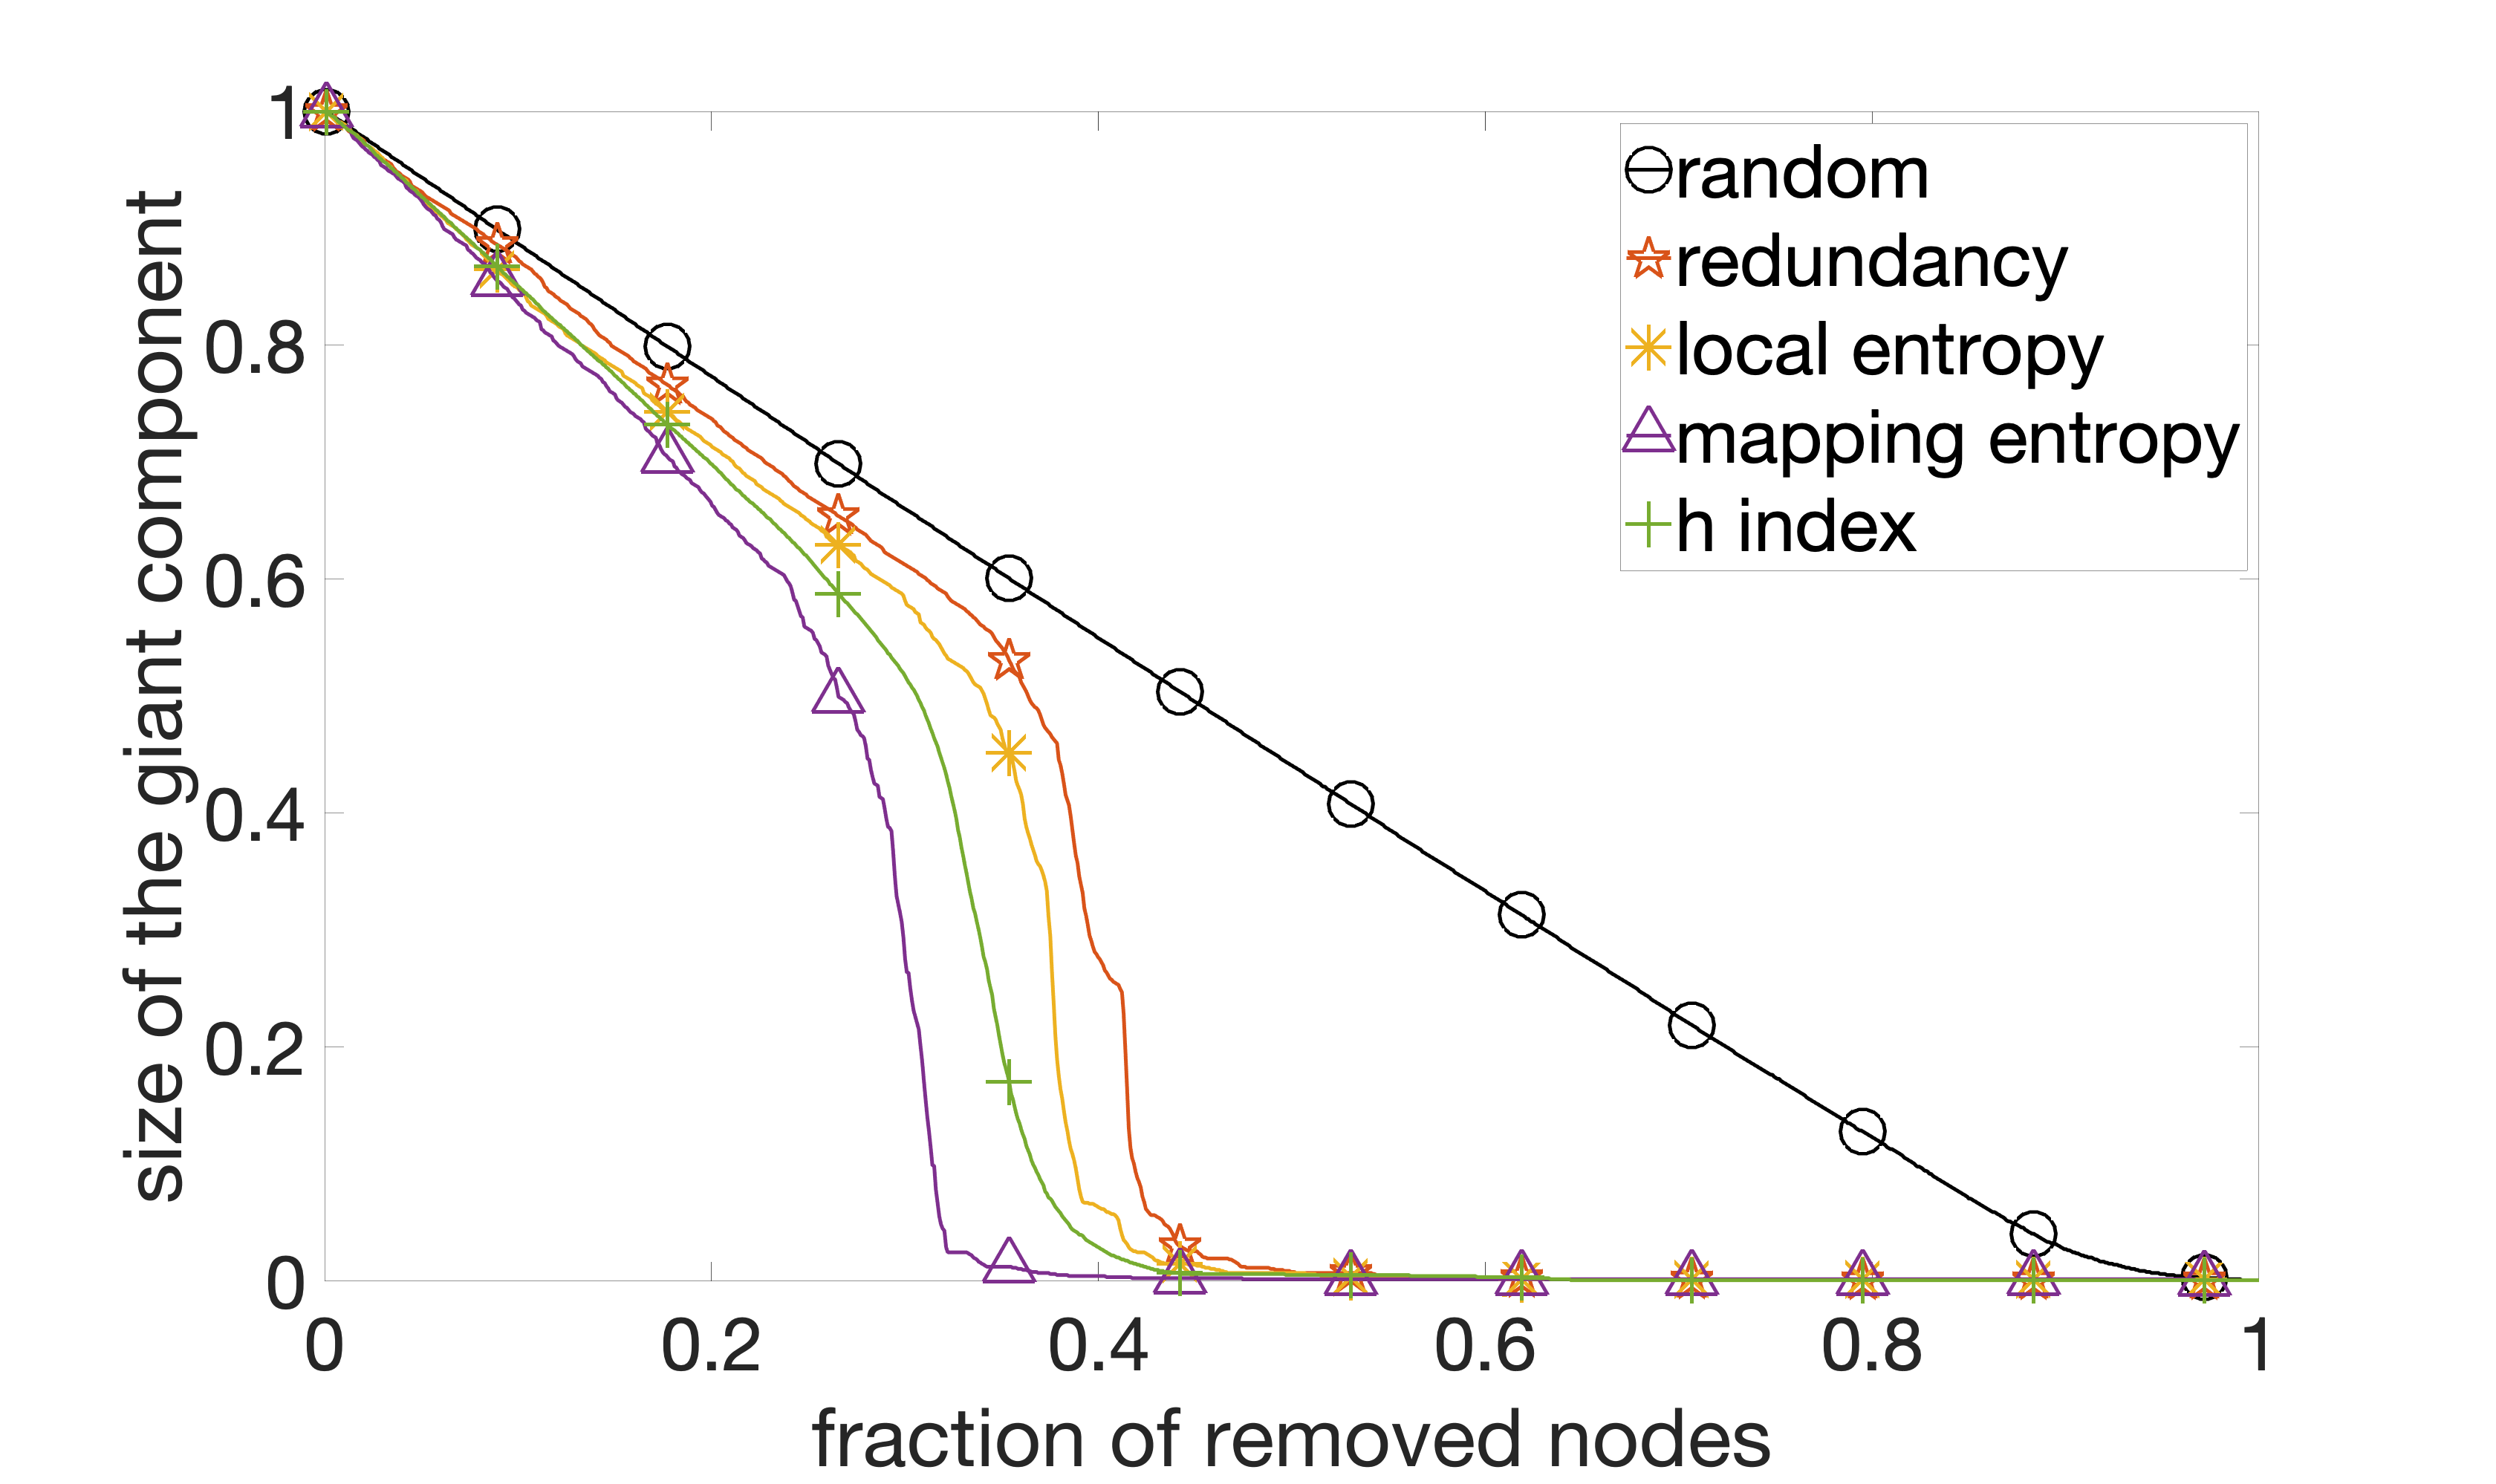 size of the giant component
1
0.8
0.6
0.4
0.2
0
0
0.2
0.4
0.6
0.8
1
fraction of removed nodes
random
redundancy
local entropy
mapping entropy
h index